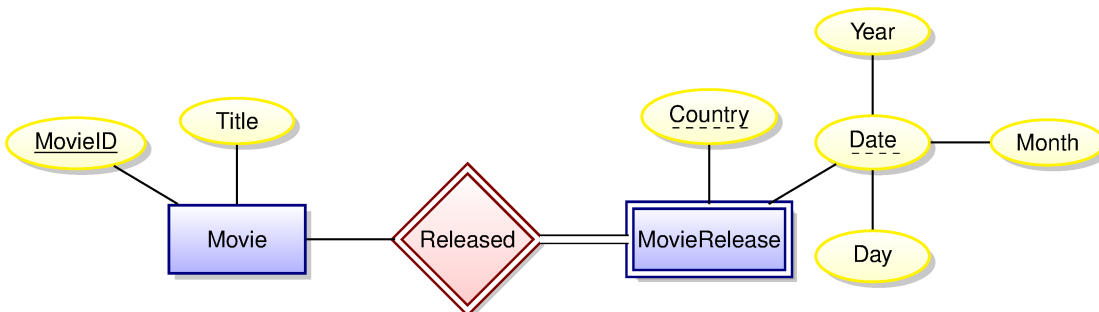 Year
Country
Title
MovieID
Date
Month
Movie
Released
MovieRelease
Day